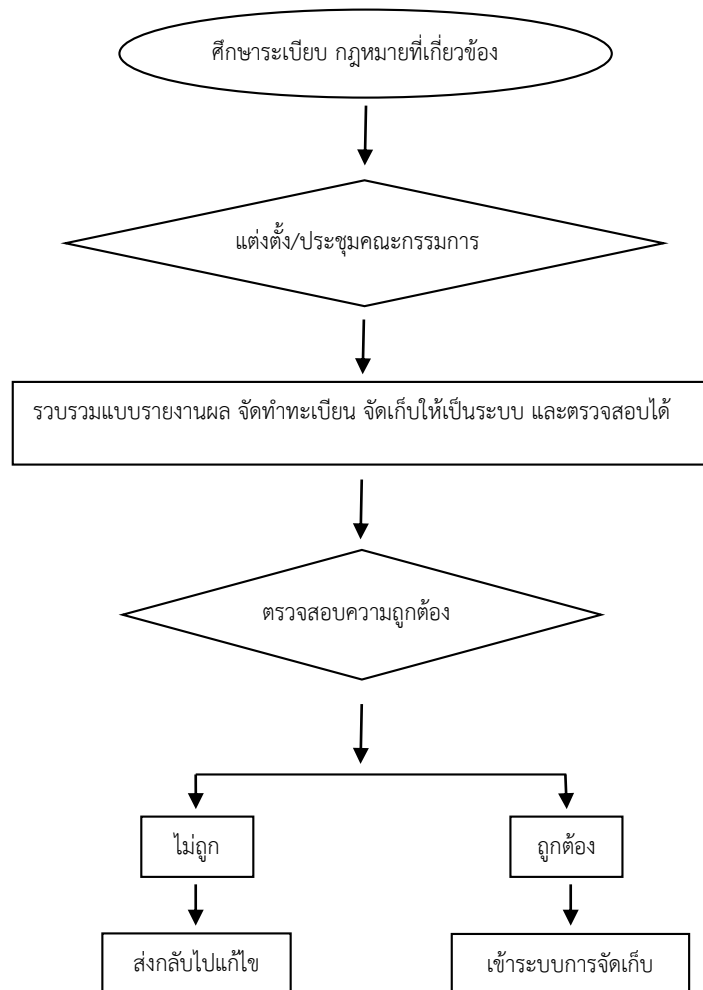 ศึกษาระเบียบ กฎหมายที่เกี่ยวข้อง
แต่งตั้ง/ประชุมคณะกรรมการ
รวบรวมแบบรายงานผล จัดทำทะเบียน จัดเก็บให้เป็นระบบ และตรวจสอบได้
ตรวจสอบความถูกต้อง
ไม่ถูก
ถูกต้อง
ส่งกลับไปแก้ไข
เข้าระบบการจัดเก็บ